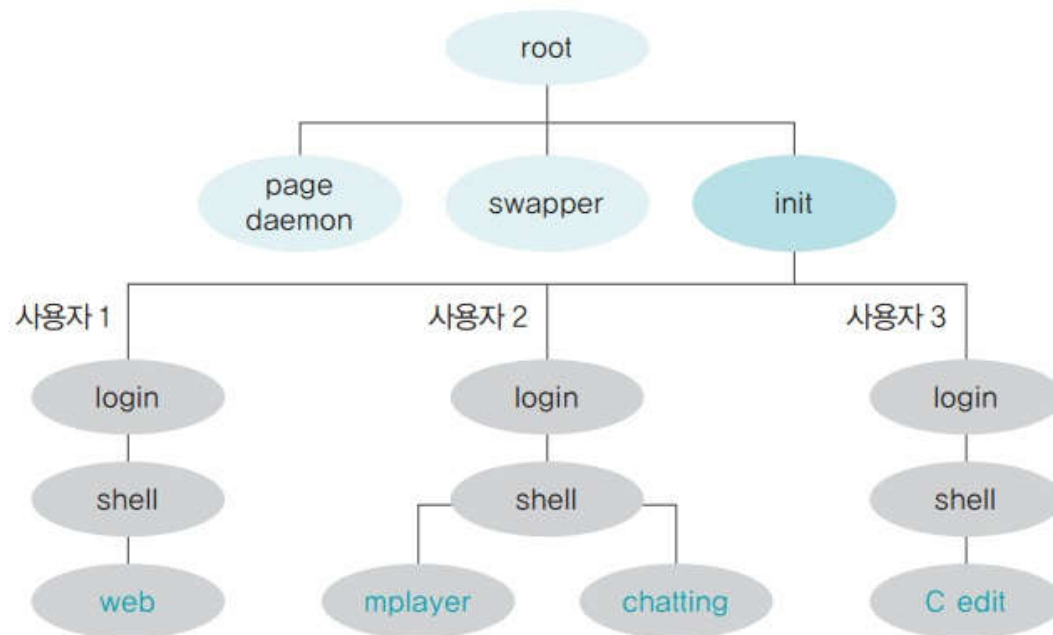 root
page
daemon
swapper
init
사용자 1
사용자 2
사용자 3
login
login
login
shell
shell
shell
web
mplayer
chatting
C edit